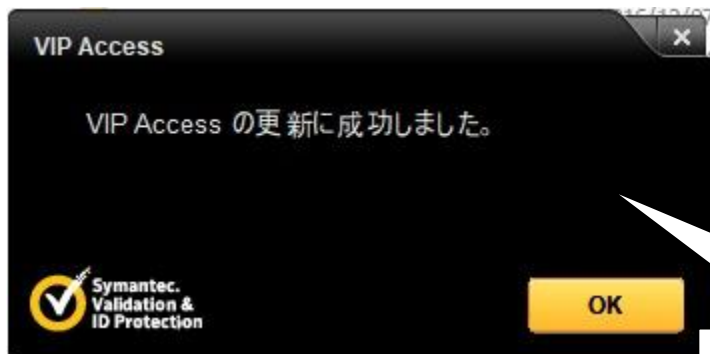 VIP Access
VIP Access の更新に成功しました。
Symantec.
Validation &
ID Protection
OK